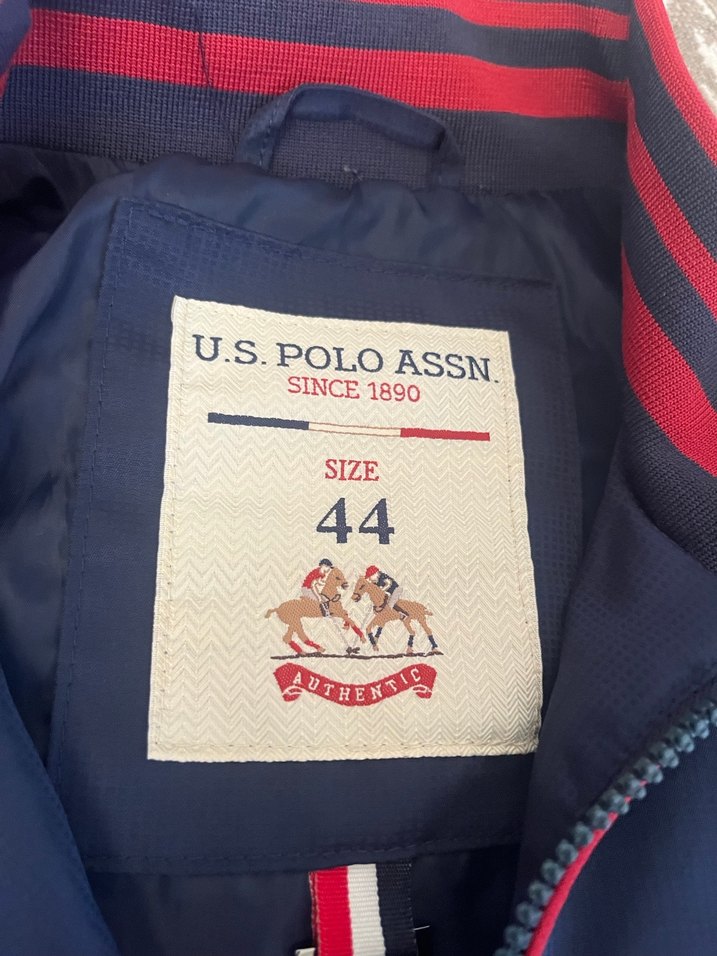 U.S. POLO ASSN.
SINCE 1890
SIZE
44
AUTHENTIC